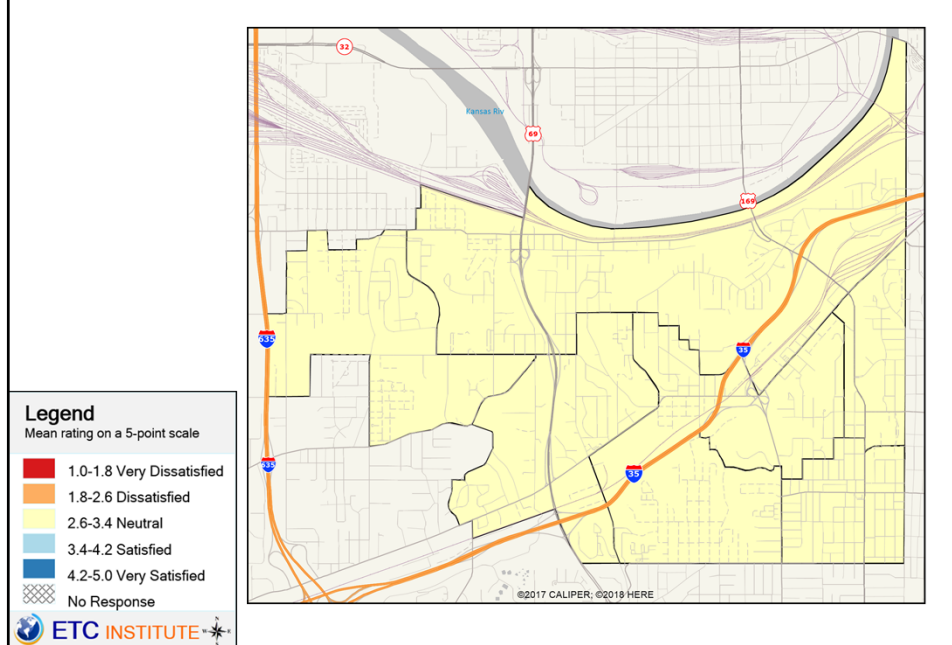 32
Kansas Riv
69
169
635
35
35
635
Legend
Mean rating on a 5-point scale
1.0-1.8 Very Dissatisfied
1.8-2.6 Dissatisfied
2.6-3.4 Neutral
3.4-4.2 Satisfied
4.2-5.0 Very Satisfied
No Response
©2017 CALIPER; ©2018 HERE
ETC INSTITUTE